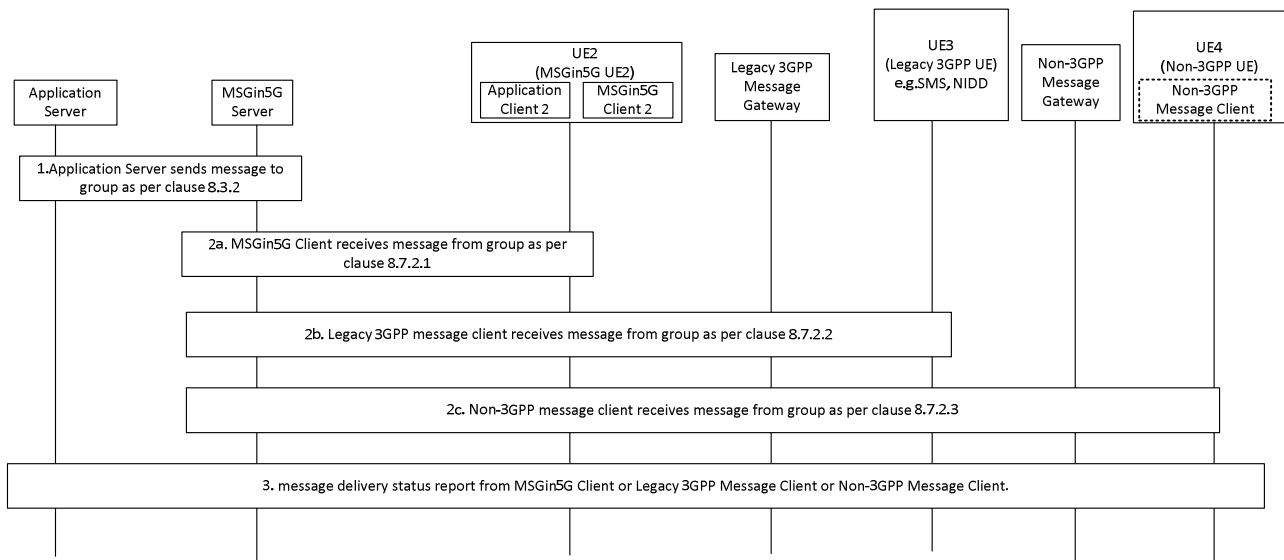 Application
Server
MSGin5G
Server
UE2
(MSGin5G UE2)
Application
Client 2
MSGin5G
Client 2
Legacy 3GPP
Message
Gateway
UE3
(Legacy 3GPP UE)
e.g.SMS, NIDD
Non-3GPP
Message
Gateway
UE4
(Non-3GPP UE)
Non-3GPP
Message Client
1.Application Server sends message to
group as per clause 8.3.2
2a. MSGin5G Client receives message from group as per
clause 8.7.2.1
2b. Legacy 3GPP message client receives message from group as per clause 8.7.2.2
2c. Non-3GPP message client receives message from group as per clause 8.7.2.3
3. message delivery status report from MSGin5G Client or Legacy 3GPP Message Client or Non-3GPP Message Client.